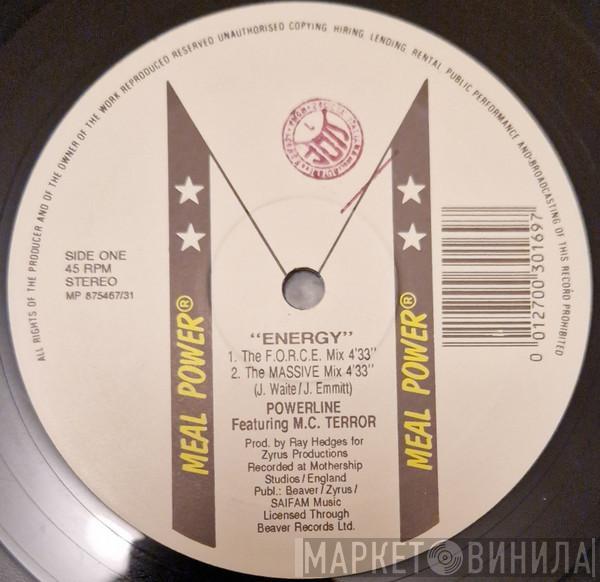 ALL RIGHTS OF THE PRODUCER AND OF THE OWNER OF THE WORK REPRODUCED RESERVED UNAUTHORISED COPYING, HIRING, LENDING, RENTAL, PUBLIC PERFORMANCE AND BROADCASTING OF THIS RECORD PROHIBITED
SIDE ONE
45 RPM
STEREO
MP 875467/31
MEAL POWER®
MEAL POWER®
0 012700 301697
"ENERGY"
1. The F.O.R.C.E. Mix 4'33"
2. The MASSIVE Mix 4'33"
(J. Waite/J. Emmitt)
POWERLINE
Featuring M.C. TERROR
Prod. by Ray Hedges for
Zyrus Productions
Recorded at Mothership
Studios/England
Publ.: Beaver/Zyrus/
SAIFAM Music
Licensed Through
Beaver Records Ltd.
МАРКЕТ ВИНИЛА